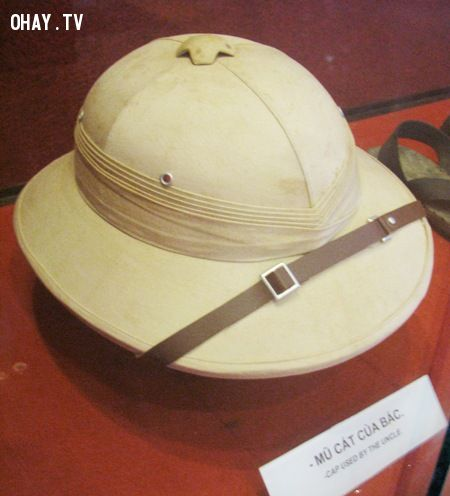 OHAY.TV
- MŨ CÁT CỦA BÁC.
-CAP USED BY THE UNCLE.